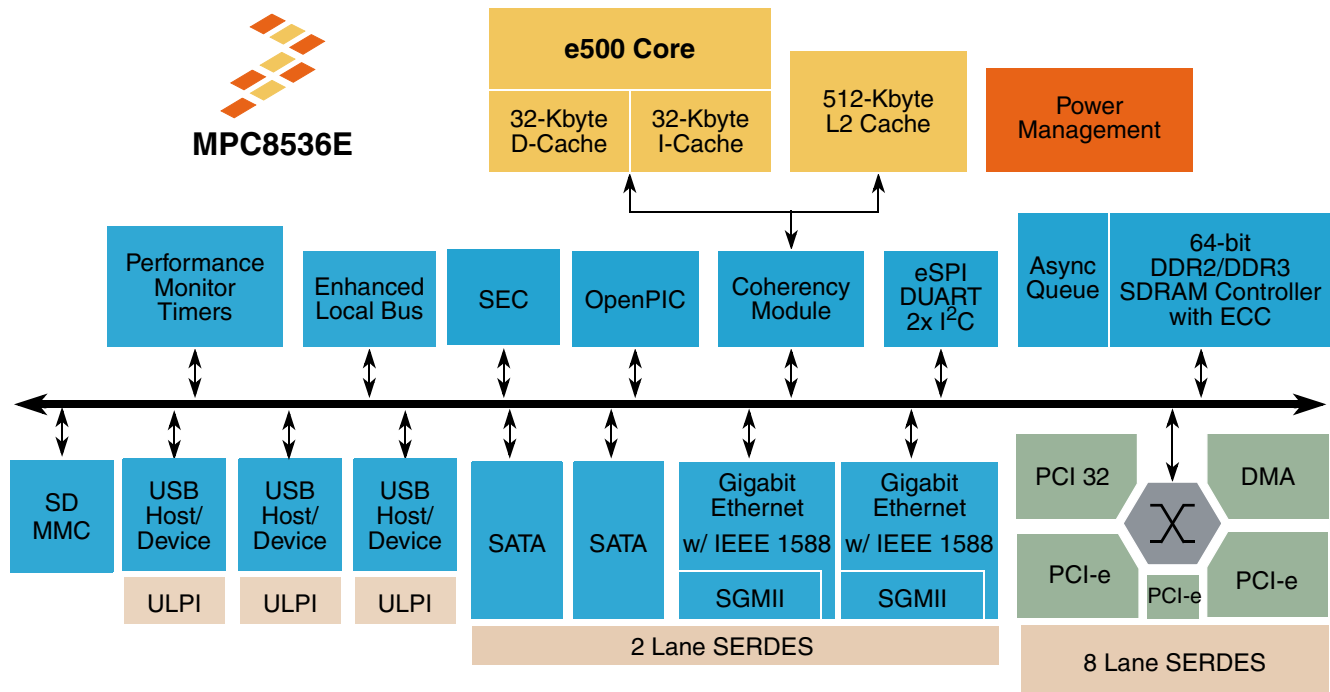 MPC8536E
e500 Core
32-Kbyte
D-Cache
32-Kbyte
I-Cache
512-Kbyte
L2 Cache
Power
Management
Performance
Monitor
Timers
Enhanced
Local Bus
SEC
OpenPIC
Coherency
Module
eSPI
DUART
2x I²C
Async
Queue
64-bit
DDR2/DDR3
SDRAM Controller
with ECC
SD
MMC
USB
Host/
Device
ULPI
USB
Host/
Device
ULPI
USB
Host/
Device
ULPI
SATA
SATA
Gigabit
Ethernet
w/ IEEE 1588
SGMII
Gigabit
Ethernet
w/ IEEE 1588
SGMII
2 Lane SERDES
PCI 32
DMA
PCI-e
PCI-e
PCI-e
8 Lane SERDES